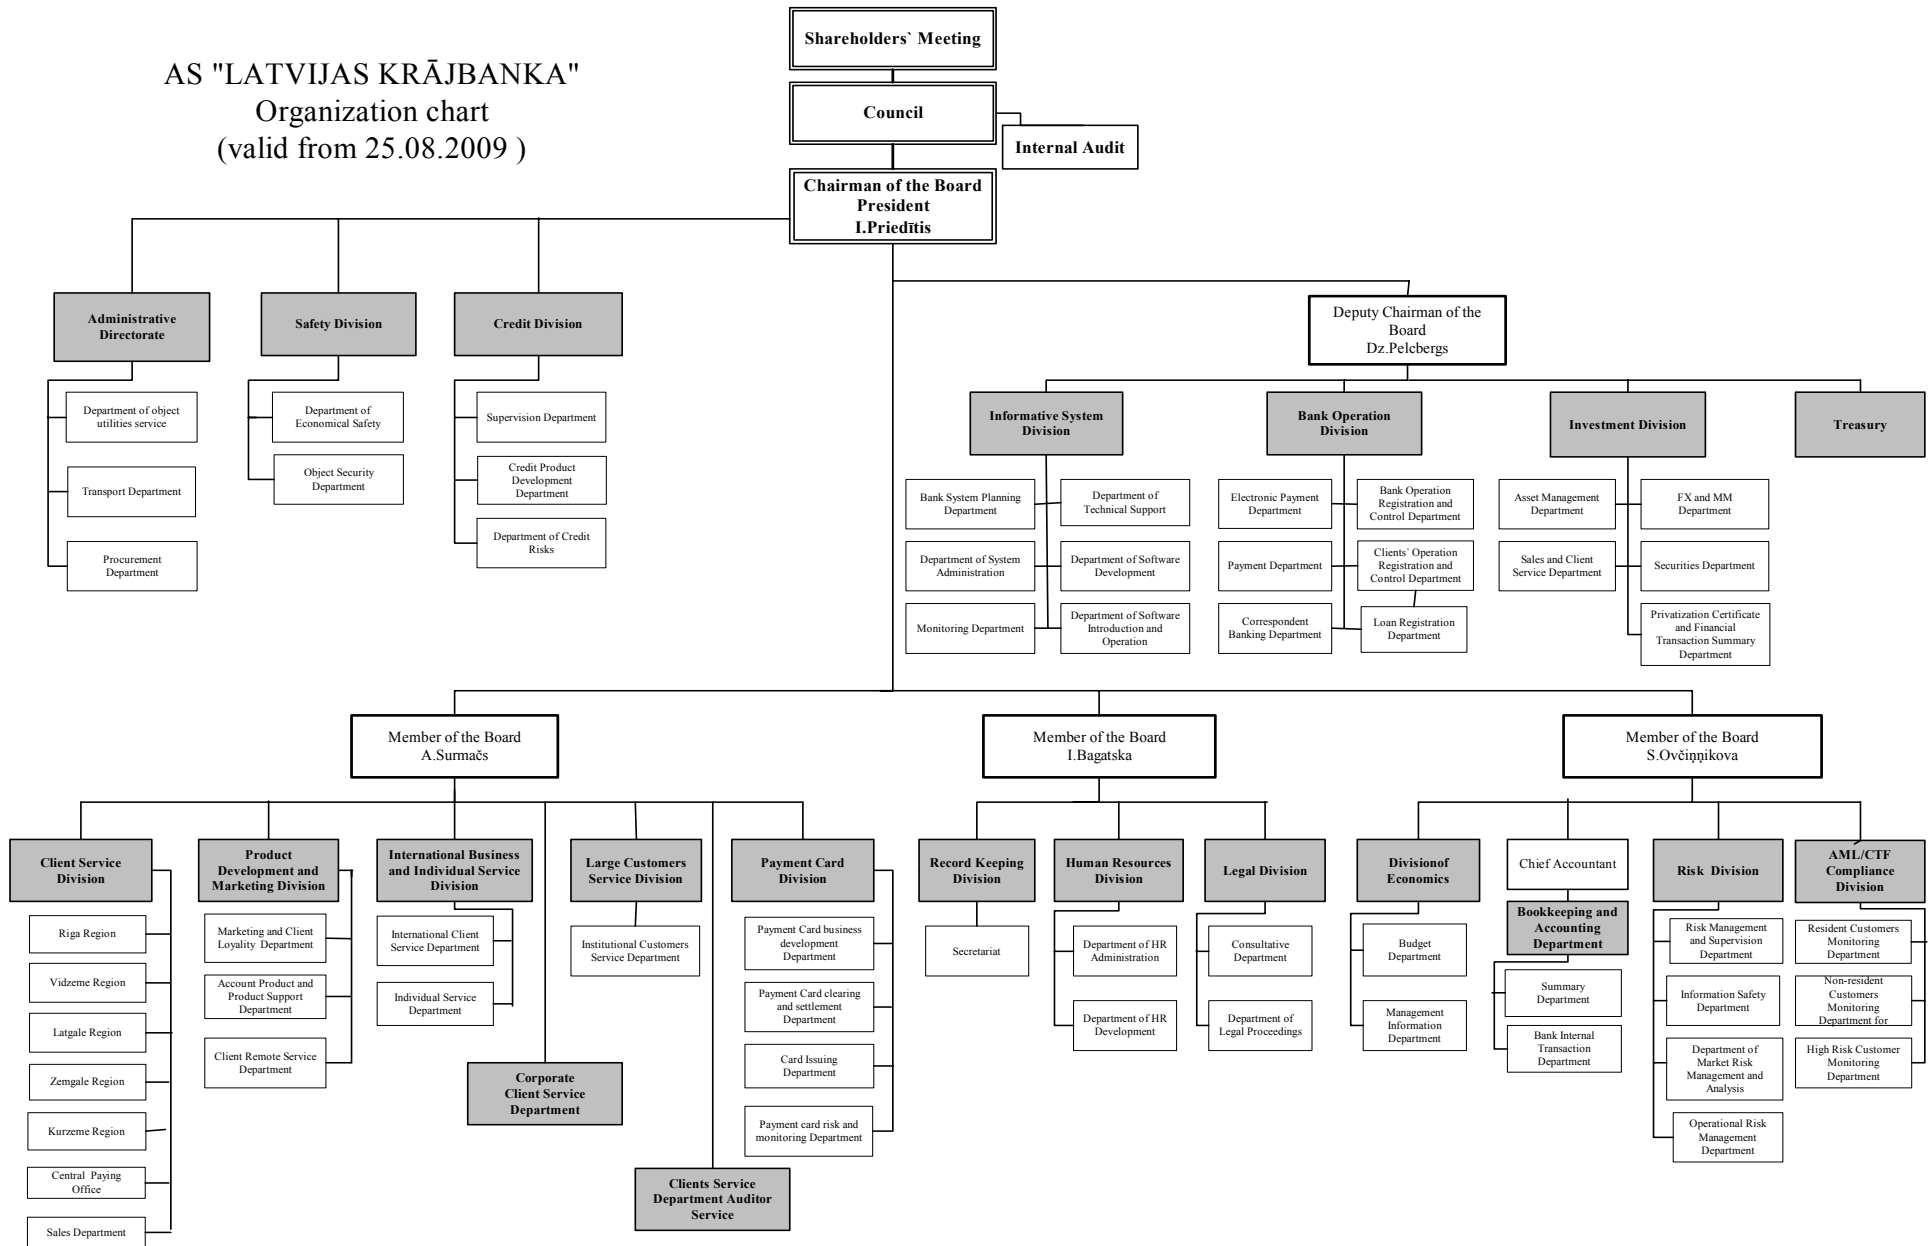 AS "LATVIJAS KRĀJBANKA"
Organization chart
(valid from 25.08.2009 )
Shareholders` Meeting
Council
Internal Audit
Chairman of the Board
President
I.Priedītis
Administrative
Directorate
Safety Division
Credit Division
Department of object
utilities service
Transport Department
Procurement
Department
Department of
Economical Safety
Object Security
Department
Supervision Department
Credit Product
Development
Department
Department of Credit
Risks
Deputy Chairman of the
Board
Dz.Pelcbergs
Informative System
Division
Bank Operation
Division
Investment Division
Treasury
Bank System Planning
Department
Department of
Technical Support
Department of System
Administration
Department of Software
Development
Monitoring Department
Department of Software
Introduction and
Operation
Electronic Payment
Department
Bank Operation
Registration and
Control Department
Payment Department
Clients` Operation
Registration and
Control Department
Correspondent
Banking Department
Loan Registration
Department
Asset Management
Department
FX and MM
Department
Sales and Client
Service Department
Securities Department
Privatization Certificate
and Financial
Transaction Summary
Department
Member of the Board
A.Surmačs
Member of the Board
I.Bagatska
Member of the Board
S.Ovčiņņikova
Client Service
Division
Riga Region
Vidzeme Region
Latgale Region
Zemgale Region
Kurzeme Region
Central Paying
Office
Sales Department
Product
Development and
Marketing Division
Marketing and Client
Loyality Department
Account Product and
Product Support
Department
Client Remote Service
Department
International Business
and Individual Service
Division
International Client
Service Department
Individual Service
Department
Corporate
Client Service
Department
Large Customers
Service Division
Institutional Customers
Service Department
Clients Service
Department Auditor
Service
Payment Card
Division
Payment Card business
development
Department
Payment Card clearing
and settlement
Department
Card Issuing
Department
Payment card risk and
monitoring Department
Record Keeping
Division
Secretariat
Human Resources
Division
Department of HR
Administration
Department of HR
Development
Legal Division
Consultative
Department
Department of
Legal Proceedings
Divisionof
Economics
Budget
Department
Management
Information
Department
Chief Accountant
Bookkeeping and
Accounting
Department
Summary
Department
Bank Internal
Transaction
Department
Risk Division
Risk Management
and Supervision
Department
Information Safety
Department
Department of
Market Risk
Management and
Analysis
Operational Risk
Management
Department
AML/CTF
Compliance
Division
Resident Customers
Monitoring
Department
Non-resident
Customers
Monitoring
Department for
High Risk Customer
Monitoring
Department